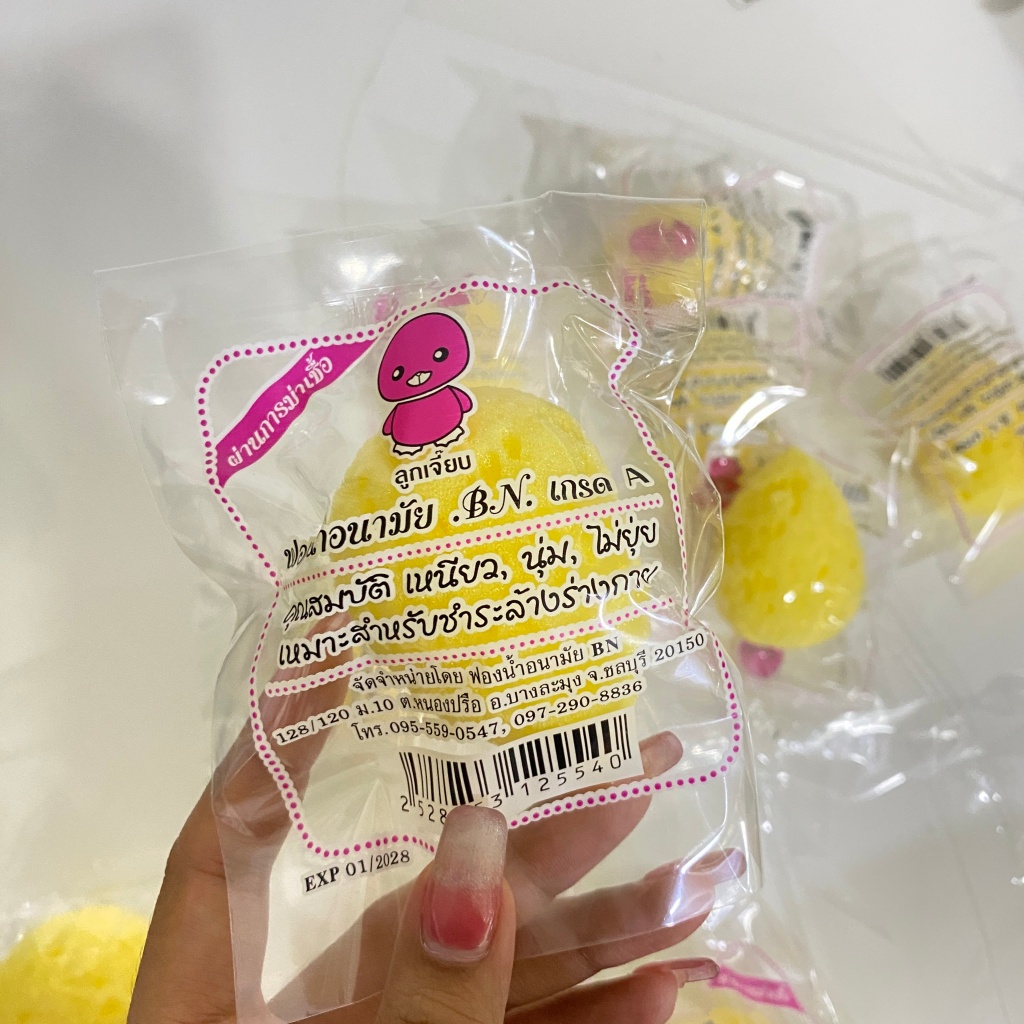 ผ่านการฆ่าเชื้อ
ลูกเจี๊ยบ
ฟองน้ำอนามัย .B.N. เกรด A
คุณสมบัติ เหนียว, นุ่ม, ไม่ยุ่ย
เหมาะสำหรับชำระล้างร่างกาย
จัดจำหน่ายโดย ฟองน้ำอนามัย BN
128/120 ม.10 ต.หนองปรือ อ.บางละมุง จ.ชลบุรี 20150
โทร.095-559-0547, 097-290-8836
3 125540
EXP 01/2028